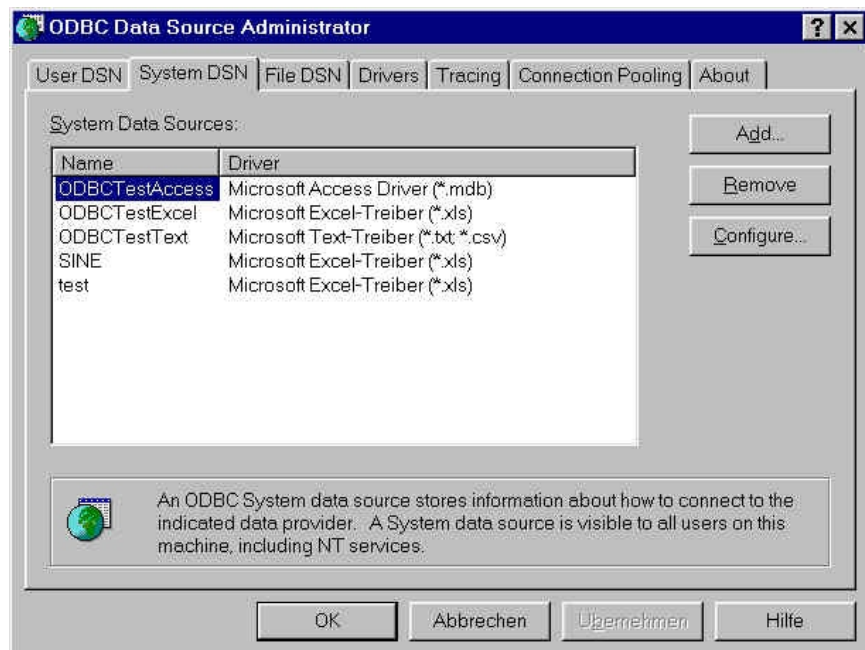 ODBC Data Source Administrator
User DSN System DSN File DSN Drivers Tracing Connection Pooling About
System Data Sources:
Add...
Name Driver
ODBCTestAccess Microsoft Access Driver (*.mdb)
Remove
ODBCTestExcel Microsoft Excel-Treiber (*.xls)
ODBCTestText Microsoft Text-Treiber (*.txt; *.csv)
Configure...
SINE Microsoft Excel-Treiber (*.xls)
test Microsoft Excel-Treiber (*.xls)
An ODBC System data source stores information about how to connect to the
indicated data provider. A System data source is visible to all users on this
machine, including NT services.
OK Abbrechen Übernehmen Hilfe